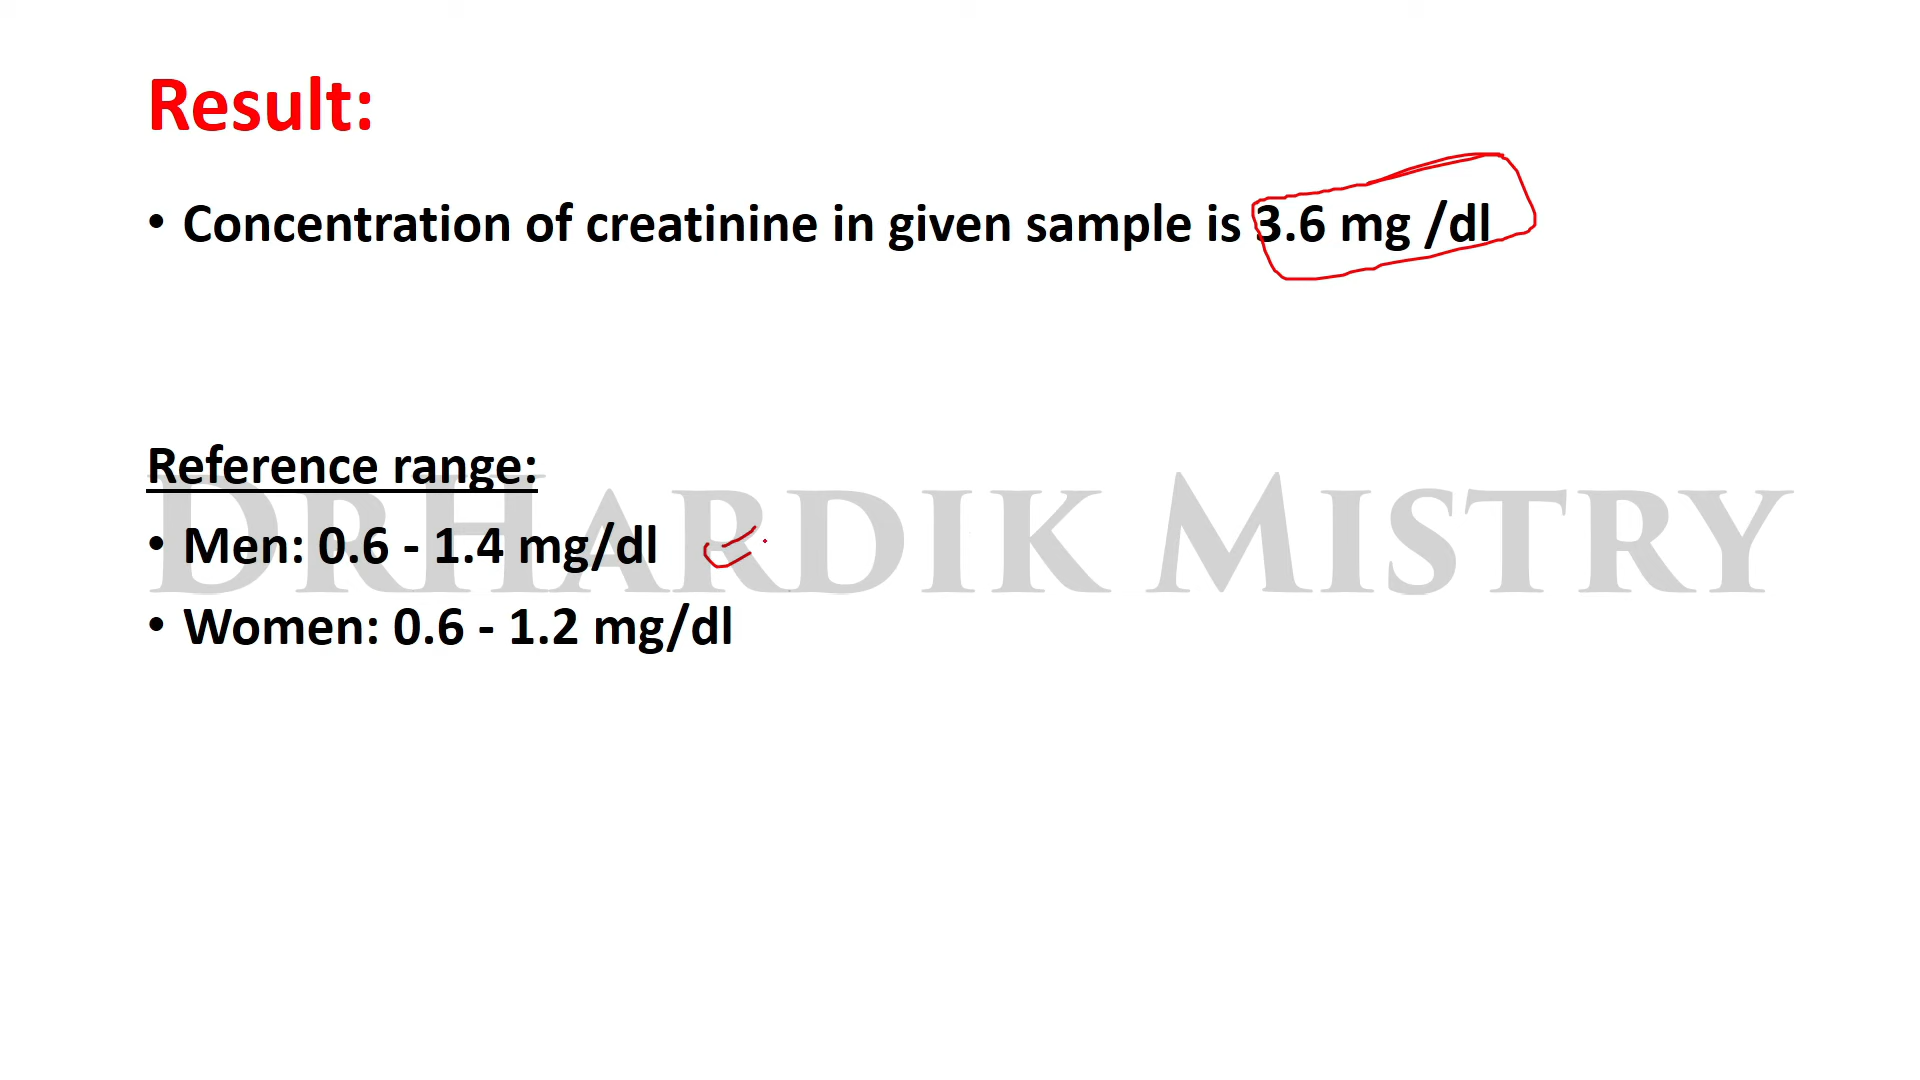 Result:
• Concentration of creatinine in given sample is 3.6 mg /dl
Reference range:
DrHardik Mistry
• Men: 0.6 - 1.4 mg/dl
• Women: 0.6 - 1.2 mg/dl